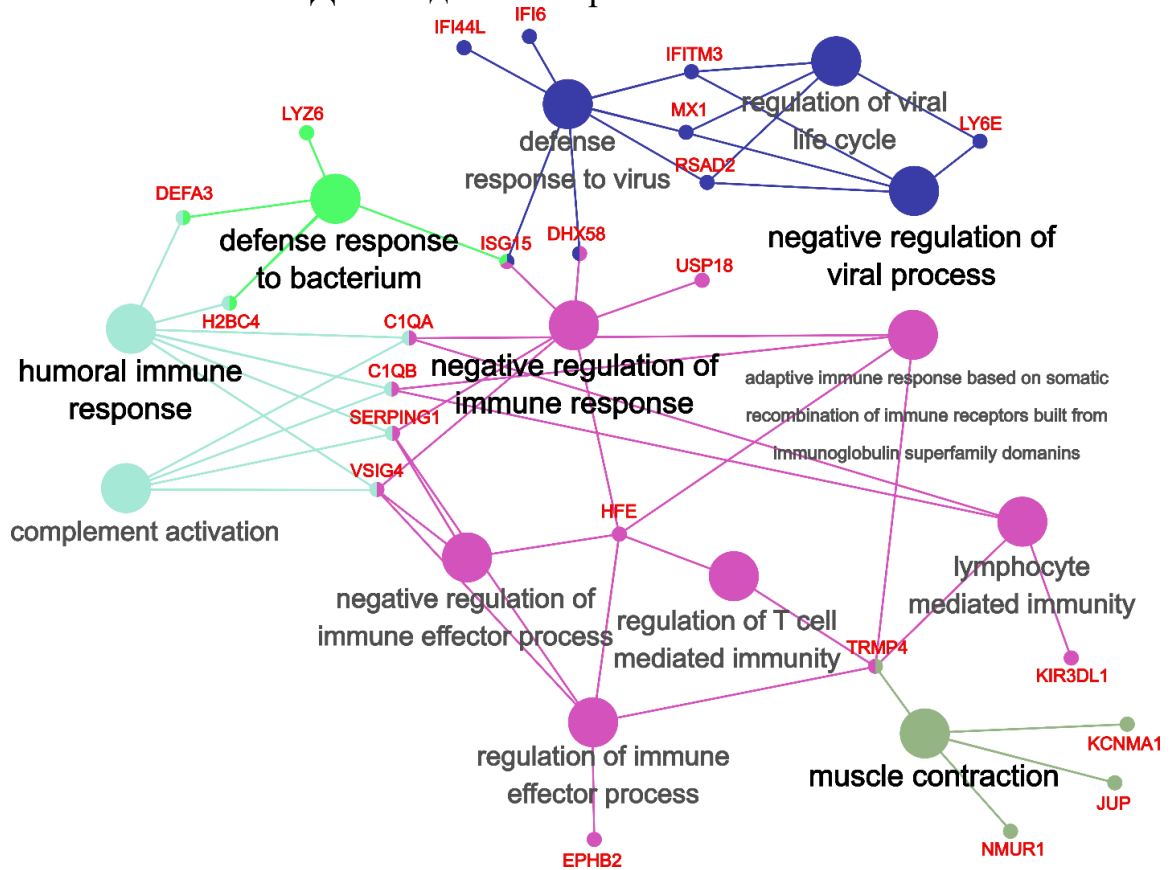 IFI6
IFI44L
IFITM3
regulation of viral
life cycle
MX1
LY6E
LYZ6
defense
response to virus
RSAD2
DEFA3
defense response
to bacterium
ISG15
DHX58
negative regulation of
viral process
USP18
H2BC4
C1QA
humoral immune
response
negative regulation of
immune response
C1QB
adaptive immune response based on somatic
recombination of immune receptors built from
immunoglobulin superfamily domanins
SERPING1
VSIG4
complement activation
HFE
lymphocyte
mediated immunity
negative regulation of
immune effector process
regulation of T cell
mediated immunity
TRMP4
KIR3DL1
regulation of immune
effector process
muscle contraction
KCNMA1
JUP
NMUR1
EPHB2